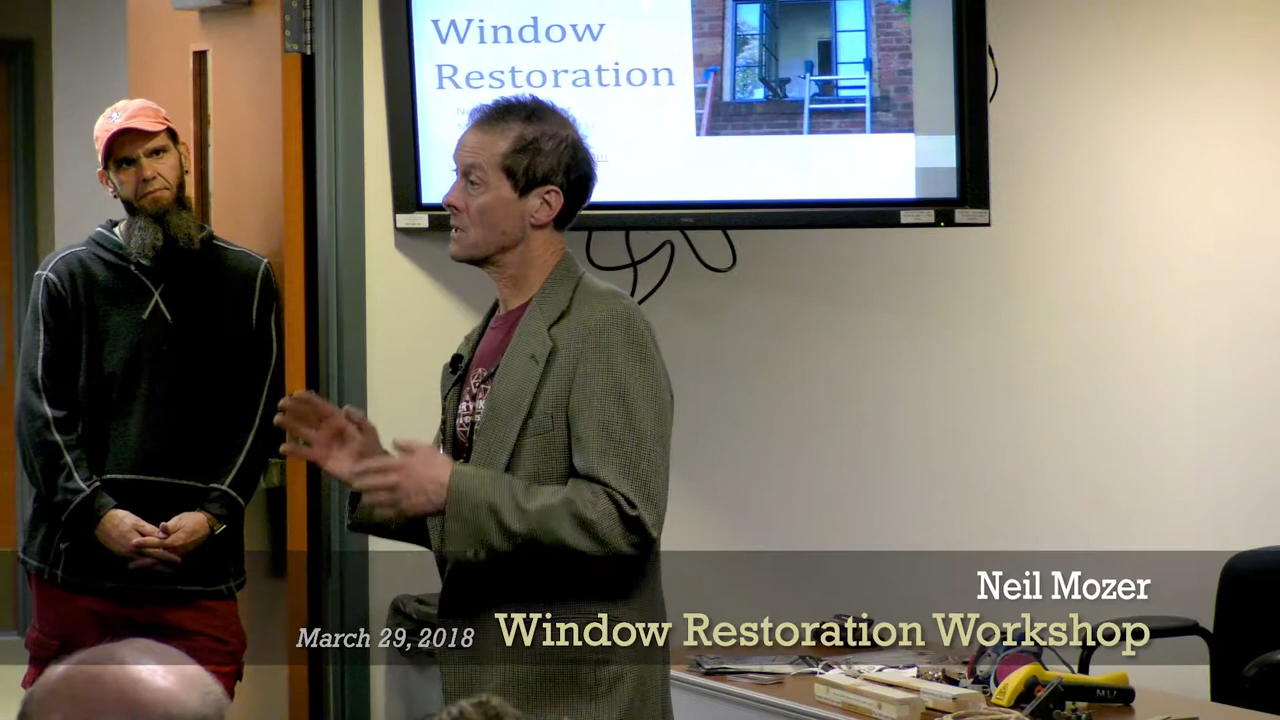 Window
Restoration
Neil Mozer
March 29, 2018
Window Restoration Workshop